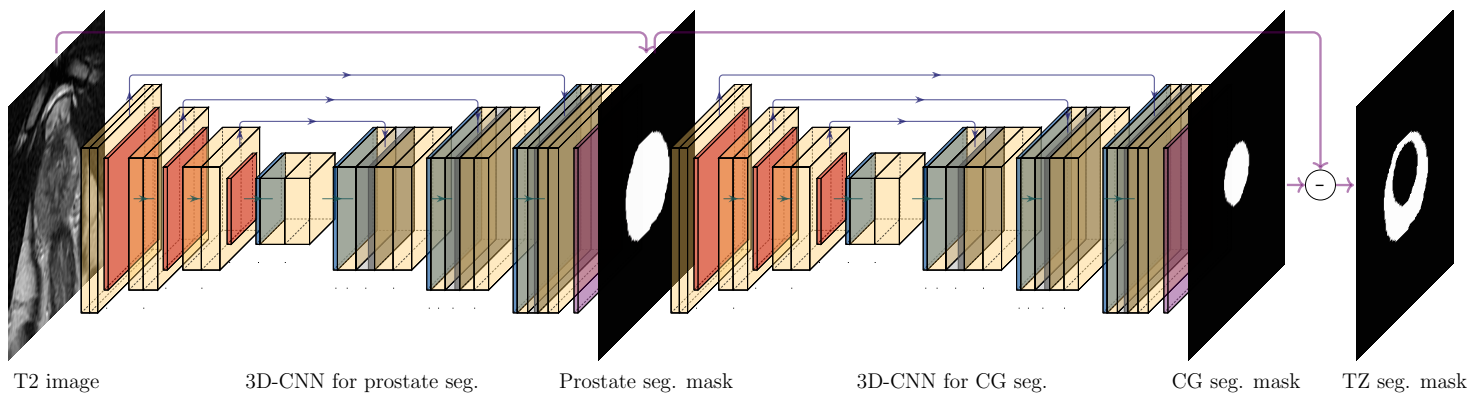 -
T2 image
3D-CNN for prostate seg.
Prostate seg. mask
3D-CNN for CG seg.
CG seg. mask
TZ seg. mask